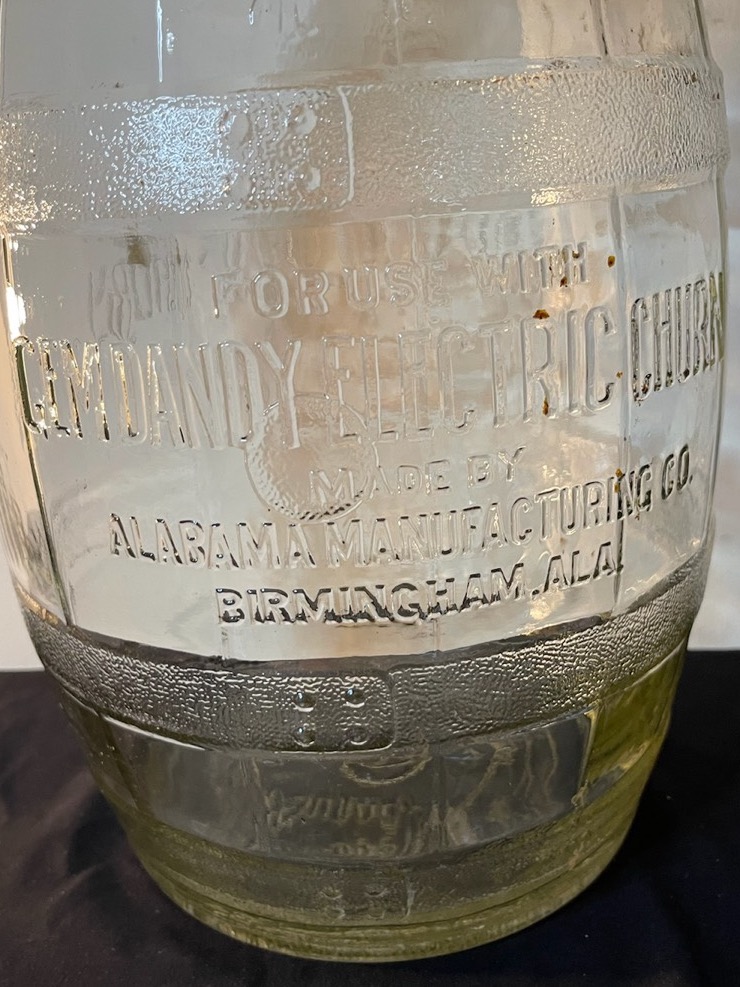 FOR USE WITH
GEM DANDY ELECTRIC CHURN
MADE BY
ALABAMA MANUFACTURING CO.
BIRMINGHAM, ALA.